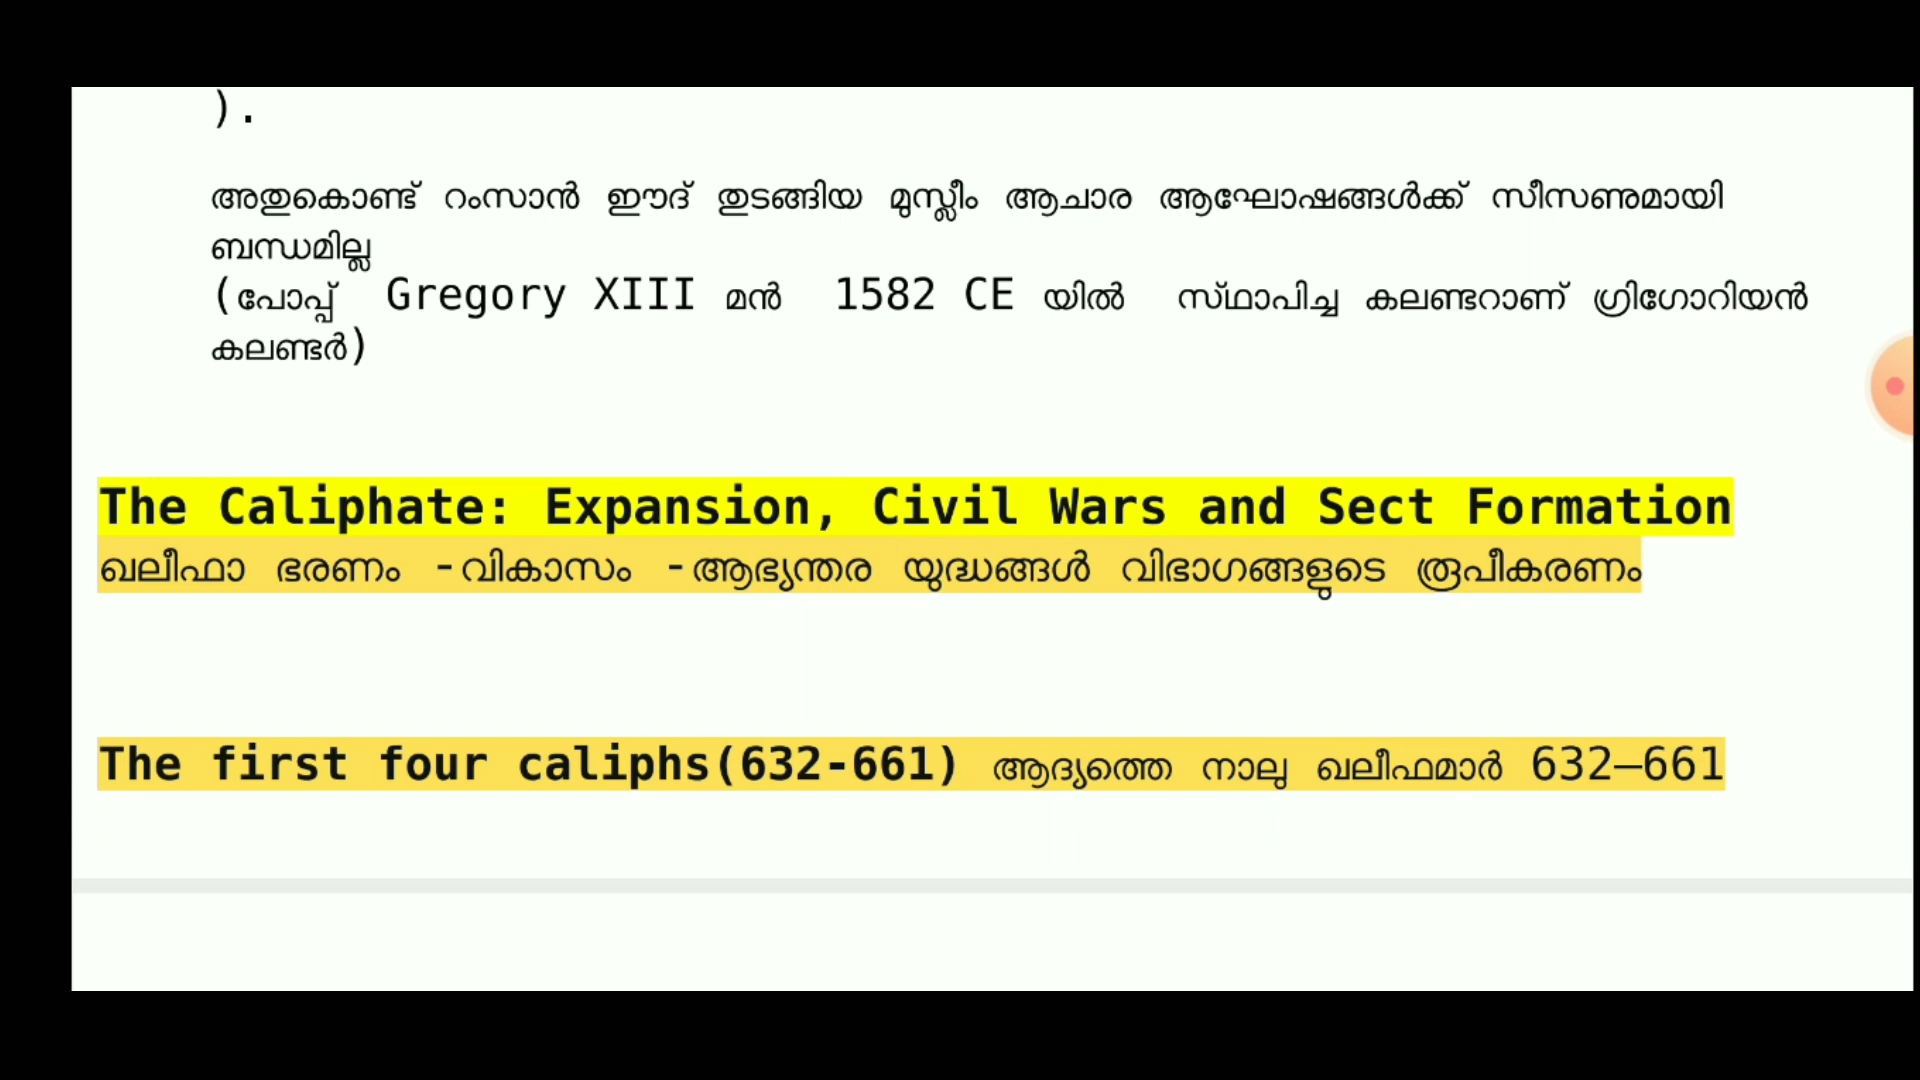 ).
അതുകൊണ്ട് റംസാൻ ഈദ് തുടങ്ങിയ മുസ്ലീം ആചാര ആഘോഷങ്ങൾക്ക് സീസണുമായി
ബന്ധമില്ല
(പോപ്പ് Gregory XIII മൻ 1582 CE യിൽ സ്ഥാപിച്ച കലണ്ടറാണ് ഗ്രിഗോറിയൻ
കലണ്ടർ)
The Caliphate: Expansion, Civil Wars and Sect Formation
ഖലീഫാ ഭരണം -വികാസം -ആഭ്യന്തര യുദ്ധങ്ങൾ വിഭാഗങ്ങളുടെ രൂപീകരണം
The first four caliphs(632-661) ആദ്യത്തെ നാലു ഖലീഫമാർ 632–661